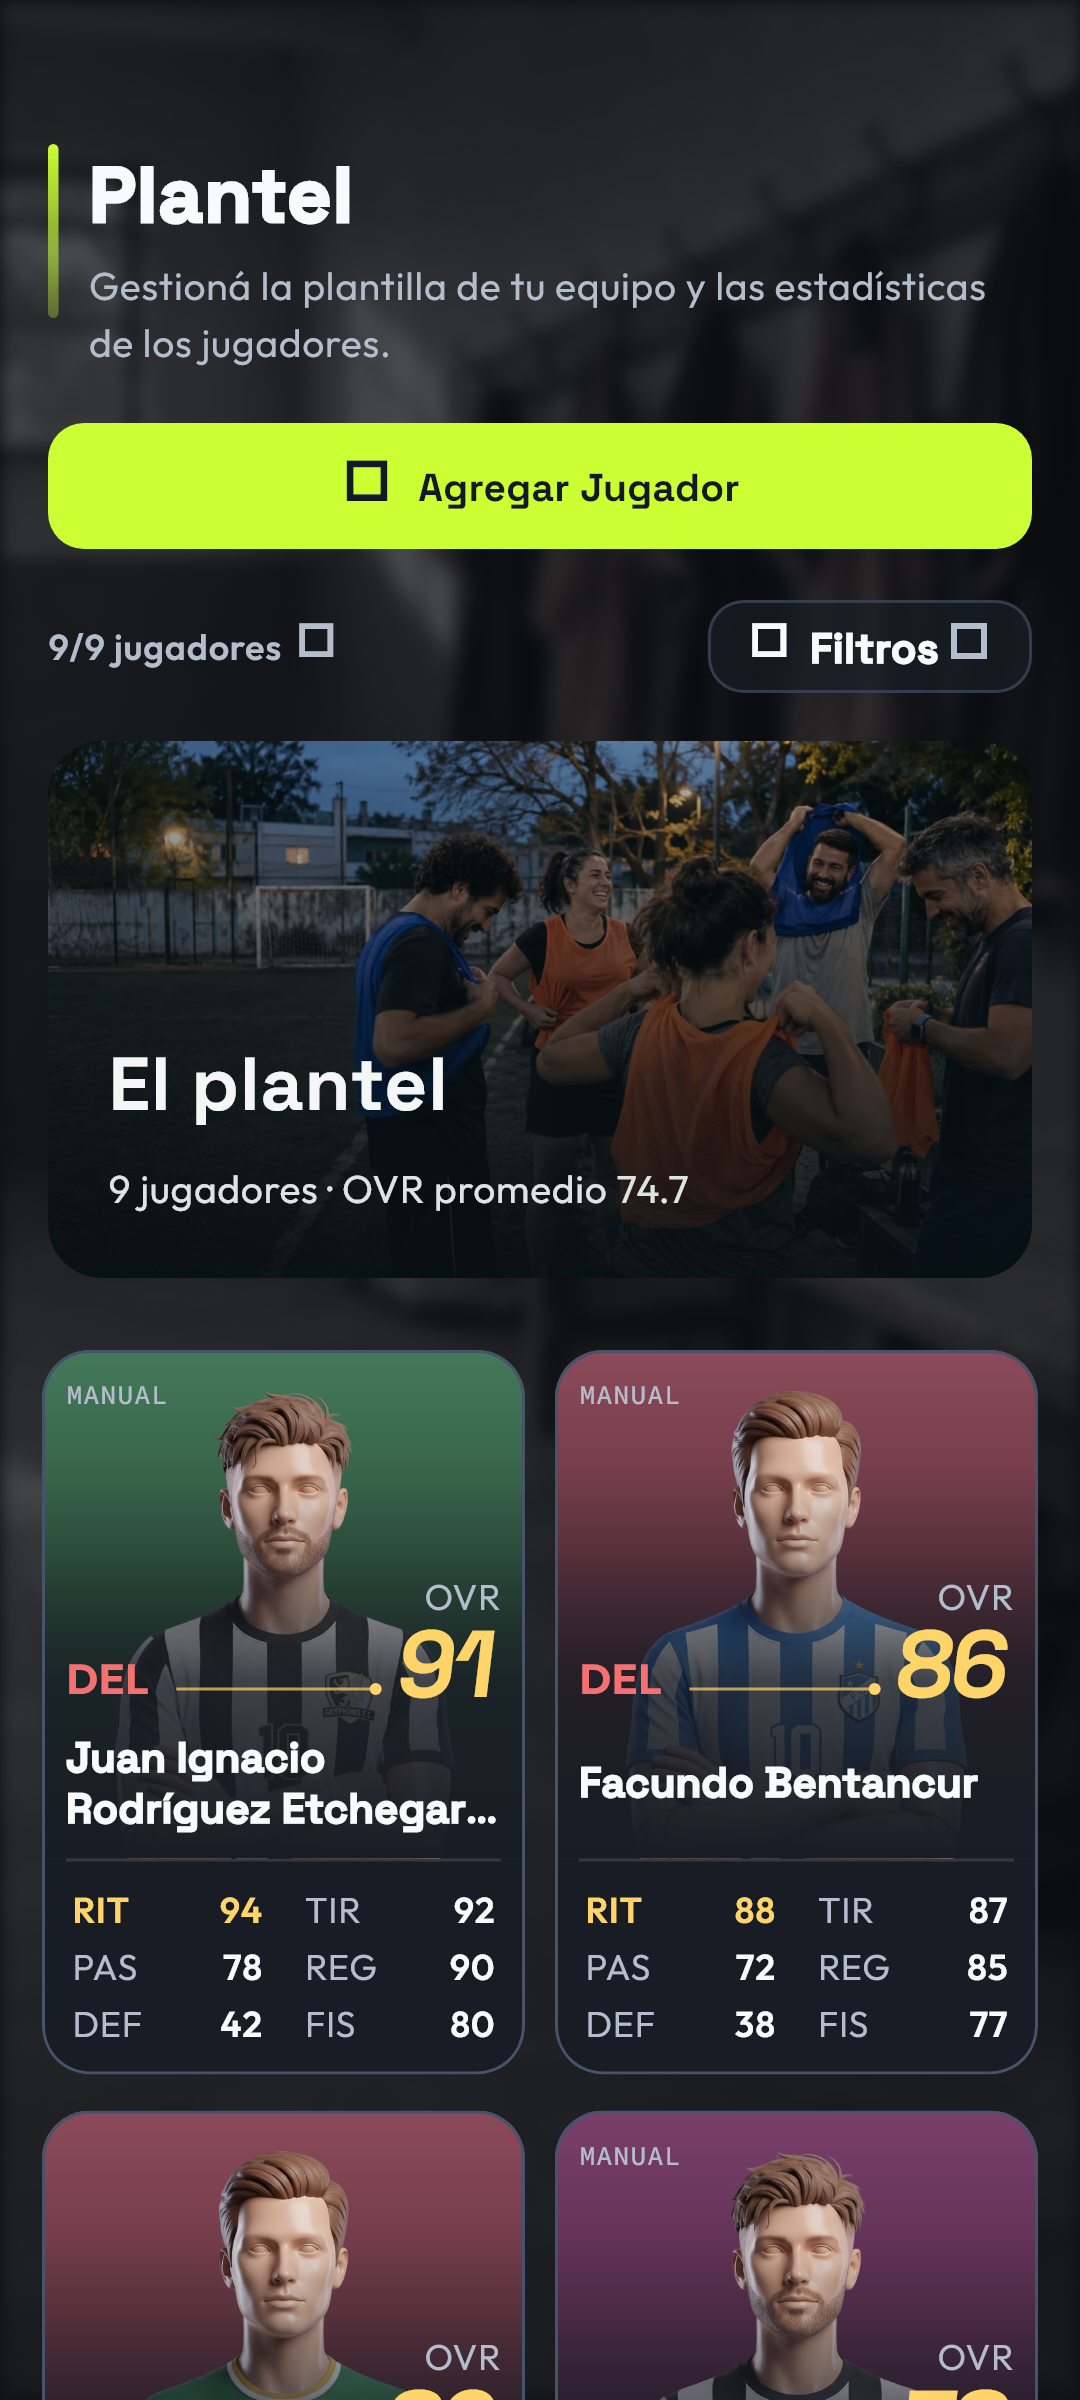 Plantel
Gestioná la plantilla de tu equipo y las estadísticas
de los jugadores.
Agregar Jugador
9/9 jugadores
Filtros
El plantel
9 jugadores · OVR promedio 74.7
MANUAL
OVR
DEL
91
GRYPHONS F.C.
10
Juan Ignacio
Rodríguez Etchegar...
RIT 94 TIR 92
PAS 78 REG 90
DEF 42 FIS 80
MANUAL
OVR
DEL
86
10
Facundo Bentancur
RIT 88 TIR 87
PAS 72 REG 85
DEF 38 FIS 77
OVR
MANUAL
OVR